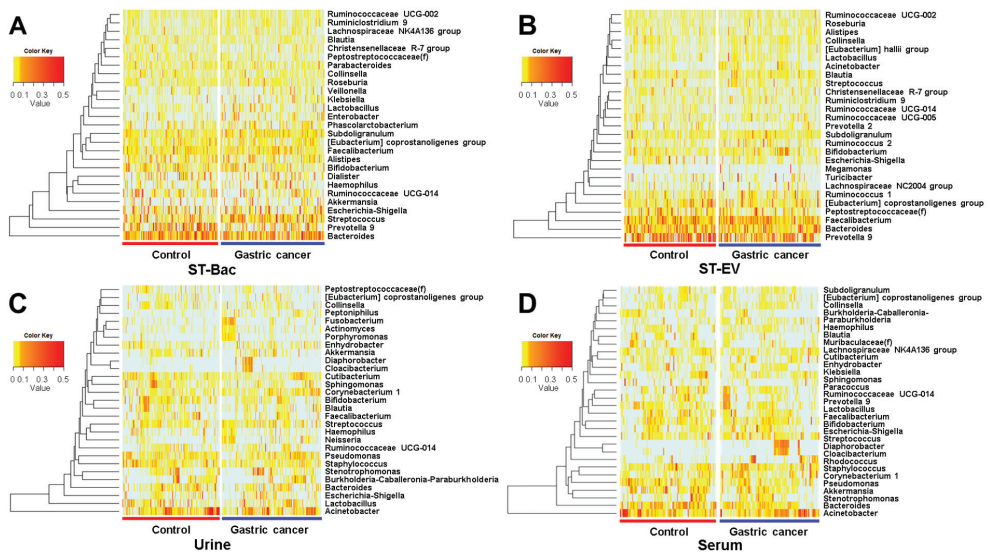 A
Color Key
0 0.1 0.3 0.5
Value
Ruminococcaceae UCG-002
Ruminiclostridium 9
Lachnospiraceae NK4A136 group
Blautia
Christensenellaceae R-7 group
Peptostreptococcaceae(f)
Parabacteroides
Collinsella
Roseburia
Veillonella
Klebsiella
Lactobacillus
Enterobacter
Phascolarctobacterium
Subdoligranulum
[Eubacterium] coprostanoligenes group
Faecalibacterium
Alistipes
Bifidobacterium
Dialister
Haemophilus
Ruminococcaceae UCG-014
Akkermansia
Escherichia-Shigella
Streptococcus
Prevotella 9
Bacteroides
Control
Gastric cancer
ST-Bac
B
Color Key
0 0.1 0.3 0.5
Value
Ruminococcaceae UCG-002
Roseburia
Alistipes
Collinsella
[Eubacterium] hallii group
Lactobacillus
Acinetobacter
Blautia
Streptococcus
Christensenellaceae R-7 group
Ruminiclostridium 9
Ruminococcaceae UCG-014
Ruminococcaceae UCG-005
Prevotella 2
Subdoligranulum
Ruminococcus 2
Bifidobacterium
Escherichia-Shigella
Megamonas
Turicibacter
Lachnospiraceae NC2004 group
Ruminococcus 1
[Eubacterium] coprostanoligenes group
Peptostreptococcaceae(f)
Faecalibacterium
Bacteroides
Prevotella 9
Control
Gastric cancer
ST-EV
C
Color Key
0 0.1 0.3 0.5
Value
Peptostreptococcaceae(f)
[Eubacterium] coprostanoligenes group
Collinsella
Peptoniphilus
Fusobacterium
Actinomyces
Porphyromonas
Enhydrobacter
Akkermansia
Diaphorobacter
Cloacibacterium
Cutibacterium
Sphingomonas
Corynebacterium 1
Bifidobacterium
Blautia
Faecalibacterium
Streptococcus
Haemophilus
Neisseria
Ruminococcaceae UCG-014
Pseudomonas
Staphylococcus
Stenotrophomonas
Burkholderia-Caballeronia-Paraburkholderia
Bacteroides
Escherichia-Shigella
Lactobacillus
Acinetobacter
Control
Gastric cancer
Urine
D
Color Key
0 0.1 0.3 0.5
Value
Subdoligranulum
[Eubacterium] coprostanoligenes group
Collinsella
Burkholderia-Caballeronia-
Paraburkholderia
Haemophilus
Blautia
Muribaculaceae(f)
Lachnospiraceae NK4A136 group
Cutibacterium
Enhydrobacter
Klebsiella
Sphingomonas
Paracoccus
Ruminococcaceae UCG-014
Prevotella 9
Lactobacillus
Faecalibacterium
Bifidobacterium
Escherichia-Shigella
Streptococcus
Diaphorobacter
Cloacibacterium
Rhodococcus
Staphylococcus
Corynebacterium 1
Pseudomonas
Akkermansia
Stenotrophomonas
Bacteroides
Acinetobacter
Control
Gastric cancer
Serum